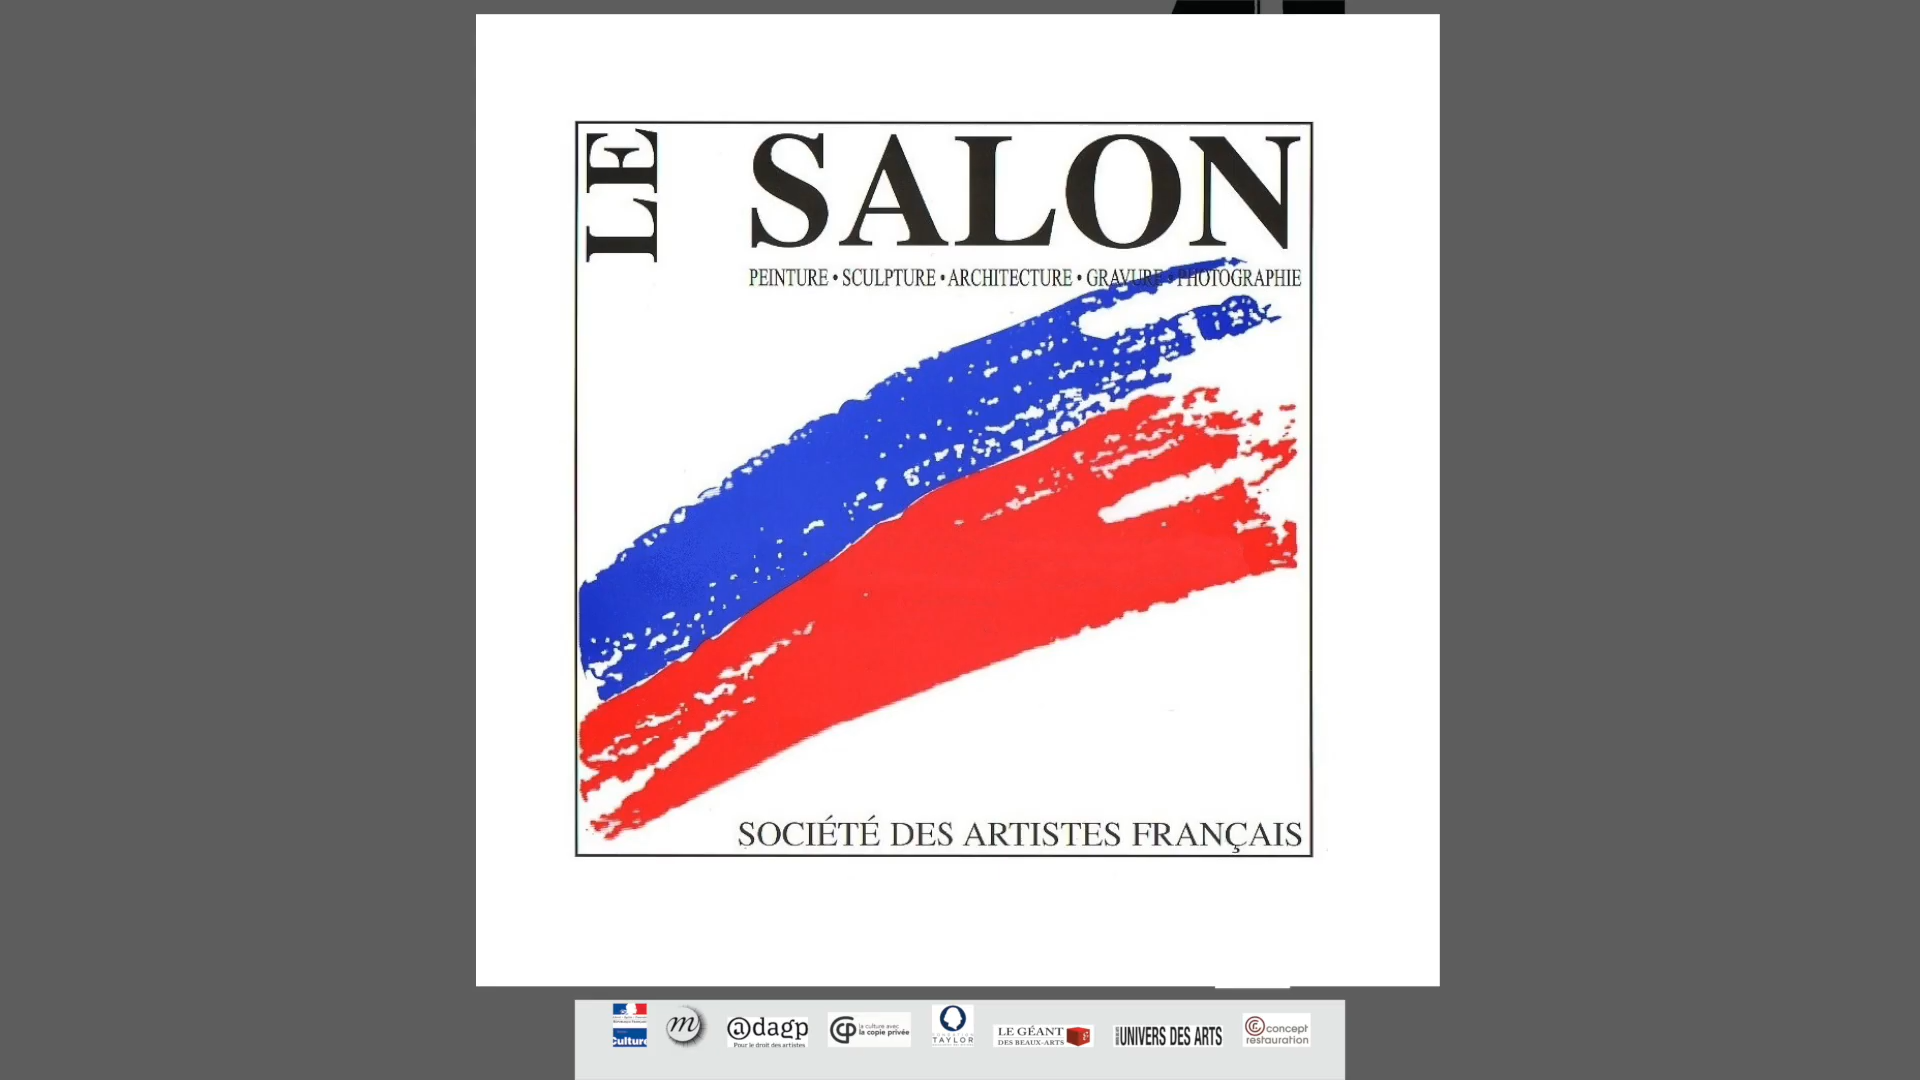 LE SALON
PEINTURE • SCULPTURE • ARCHITECTURE • GRAVURE • PHOTOGRAPHIE
SOCIÉTÉ DES ARTISTES FRANÇAIS
Culture
m
@dagp
Pour le droit des artistes
CP
la culture avec
la copie privée
TAYLOR
LE GÉANT
DES BEAUX-ARTS
UNIVERS DES ARTS
concept
restauration